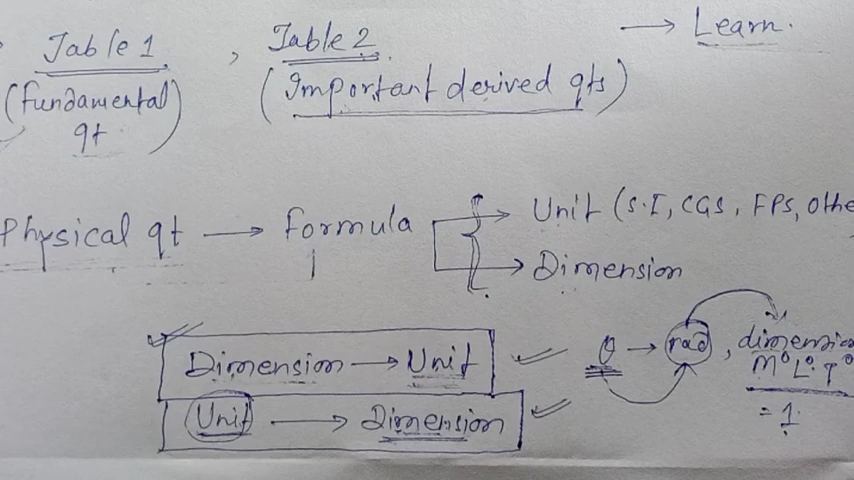 Table 1, Table 2 → Learn.
(Fundamental qt) (Important derived qts)
Physical qt → Formula → Unit (S.I, CGS, FPS, Othe
→ Dimension
Dimension → Unit θ → rad, dimension
M⁰L⁰T⁰
Unit → Dimension = 1.